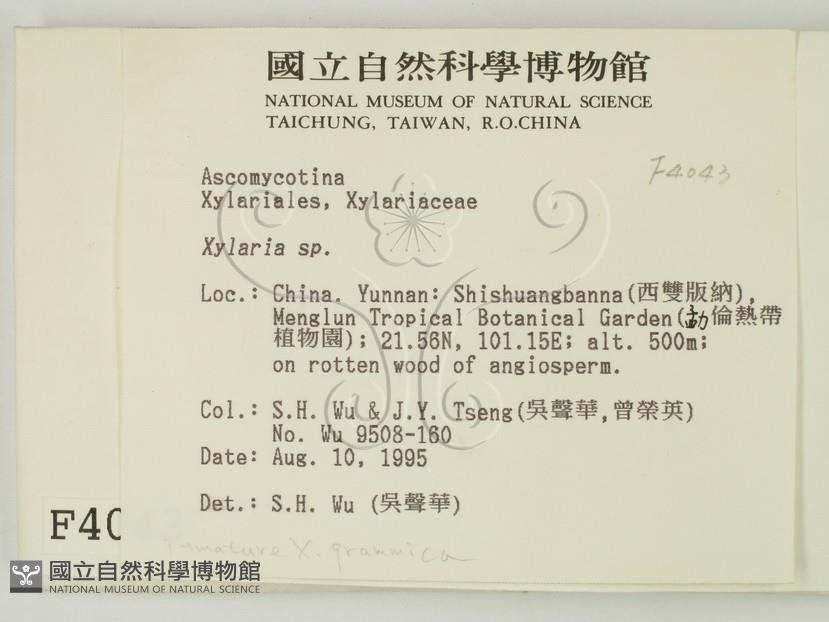 國立自然科學博物館
NATIONAL MUSEUM OF NATURAL SCIENCE
TAICHUNG, TAIWAN, R.O.CHINA
F4043
Ascomycotina
Xylariales, Xylariaceae
Xylaria sp.
Loc.: China. Yunnan: Shishuangbanna(西雙版納),
Menglun Tropical Botanical Garden(勐倫熱帶
植物園); 21.56N, 101.15E; alt. 500m;
on rotten wood of angiosperm.
Col.: S.H. Wu & J.Y. Tseng(吳聲華,曾榮英)
No. Wu 9508-160
Date: Aug. 10, 1995
Det.: S.H. Wu (吳聲華)
F40
immature X. grammica
國立自然科學博物館
NATIONAL MUSEUM OF NATURAL SCIENCE